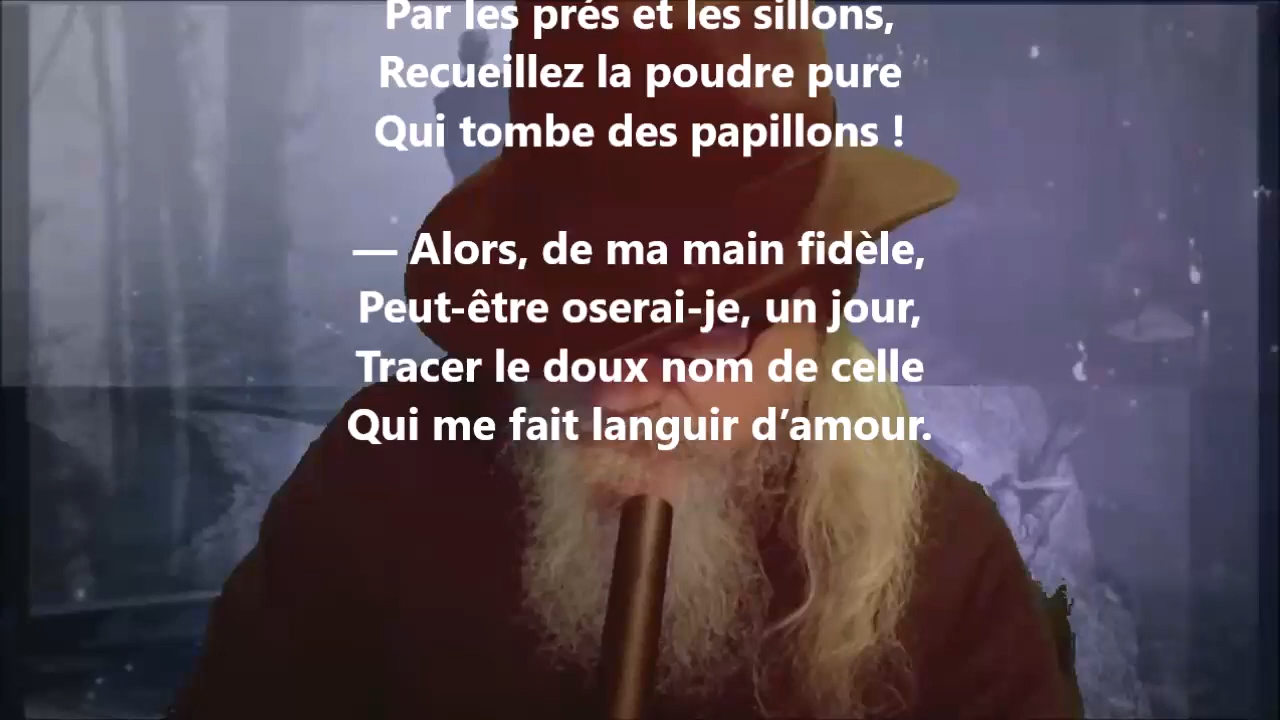 Par les prés et les sillons,
Recueillez la poudre pure
Qui tombe des papillons !
— Alors, de ma main fidèle,
Peut-être oserai-je, un jour,
Tracer le doux nom de celle
Qui me fait languir d’amour.